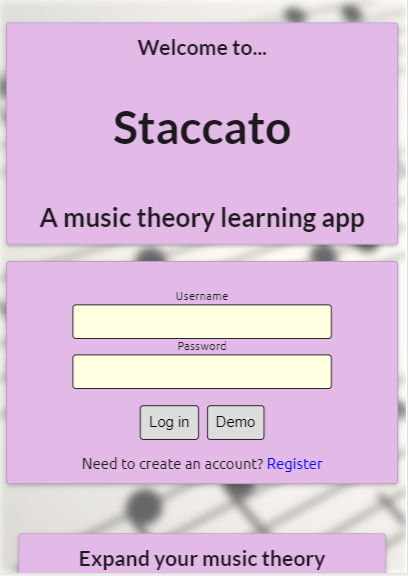 Welcome to...
Staccato
A music theory learning app
Username
Password
Log in Demo
Need to create an account? Register
Expand your music theory